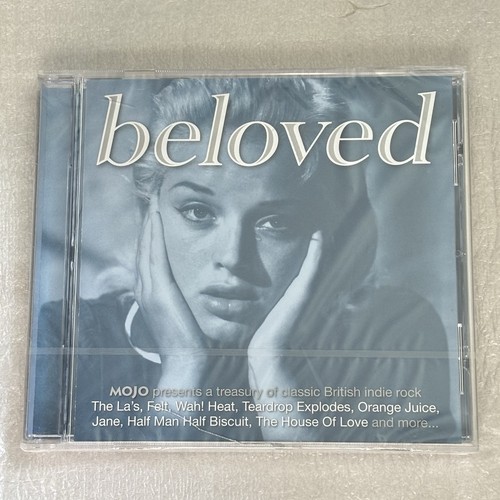 beloved
MOJO presents a treasury of classic British indie rock
The La's, Felt, Wah! Heat, Teardrop Explodes, Orange Juice,
Jane, Half Man Half Biscuit, The House Of Love and more...